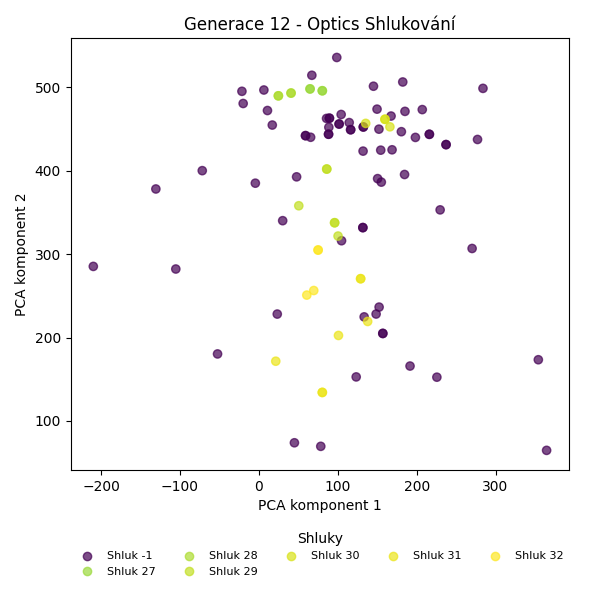 Generace 12 - Optics Shlukování
PCA komponent 2
500
400
300
200
100
−200 −100 0 100 200 300
PCA komponent 1
Shluky
Shluk -1 Shluk 28 Shluk 30 Shluk 31 Shluk 32
Shluk 27 Shluk 29